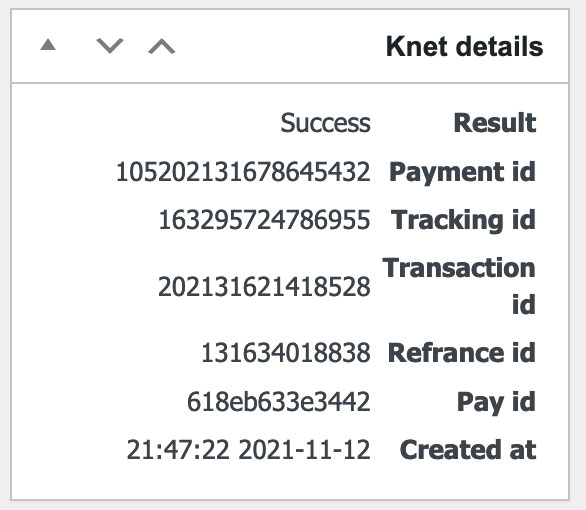 Knet details
Result Success
Payment id 105202131678645432
Tracking id 163295724786955
Transaction
id 202131621418528
Refrance id 131634018838
Pay id 618eb633e3442
Created at 21:47:22 2021-11-12